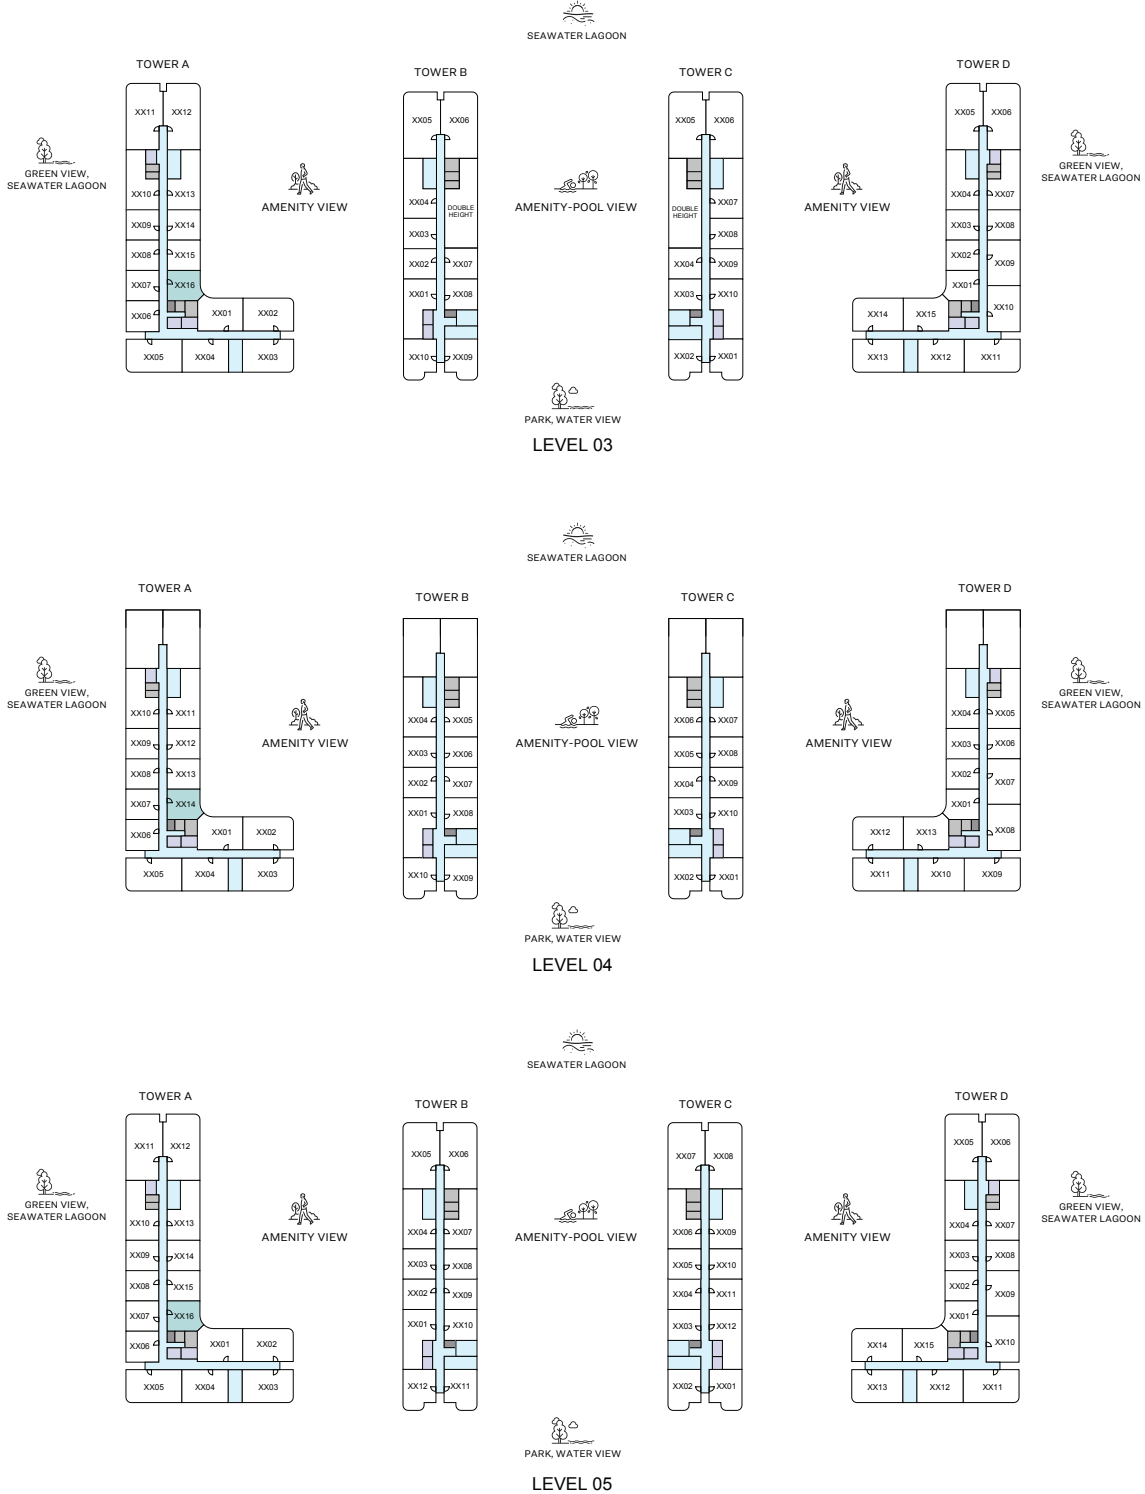 SEAWATER LAGOON
TOWER A
TOWER B
TOWER C
TOWER D
XX11
XX12
XX05
XX06
XX05
XX06
XX05
XX06
GREEN VIEW,
SEAWATER LAGOON
GREEN VIEW,
SEAWATER LAGOON
AMENITY VIEW
AMENITY-POOL VIEW
AMENITY VIEW
XX10
XX13
XX04
DOUBLE
HEIGHT
DOUBLE
HEIGHT
XX07
XX04
XX07
XX09
XX14
XX03
XX08
XX03
XX08
XX08
XX15
XX02
XX07
XX04
XX09
XX02
XX09
XX07
XX16
XX01
XX08
XX03
XX10
XX01
XX10
XX06
XX01
XX02
XX14
XX15
XX05
XX04
XX03
XX10
XX09
XX02
XX01
XX13
XX12
XX11
PARK, WATER VIEW
LEVEL 03
SEAWATER LAGOON
TOWER A
TOWER B
TOWER C
TOWER D
GREEN VIEW,
SEAWATER LAGOON
GREEN VIEW,
SEAWATER LAGOON
AMENITY VIEW
AMENITY-POOL VIEW
AMENITY VIEW
XX10
XX11
XX04
XX05
XX06
XX07
XX04
XX05
XX09
XX12
XX03
XX06
XX05
XX08
XX03
XX06
XX08
XX13
XX02
XX07
XX04
XX09
XX02
XX07
XX07
XX14
XX01
XX08
XX03
XX10
XX01
XX08
XX06
XX01
XX02
XX12
XX13
XX05
XX04
XX03
XX10
XX09
XX02
XX01
XX11
XX10
XX09
PARK, WATER VIEW
LEVEL 04
SEAWATER LAGOON
TOWER A
TOWER B
TOWER C
TOWER D
XX11
XX12
XX05
XX06
XX07
XX08
XX05
XX06
GREEN VIEW,
SEAWATER LAGOON
GREEN VIEW,
SEAWATER LAGOON
AMENITY VIEW
AMENITY-POOL VIEW
AMENITY VIEW
XX10
XX13
XX04
XX07
XX06
XX09
XX04
XX07
XX09
XX14
XX03
XX08
XX05
XX10
XX03
XX08
XX08
XX15
XX02
XX09
XX04
XX11
XX02
XX09
XX07
XX16
XX01
XX10
XX03
XX12
XX01
XX10
XX06
XX01
XX02
XX14
XX15
XX05
XX04
XX03
XX12
XX11
XX02
XX01
XX13
XX12
XX11
PARK, WATER VIEW
LEVEL 05